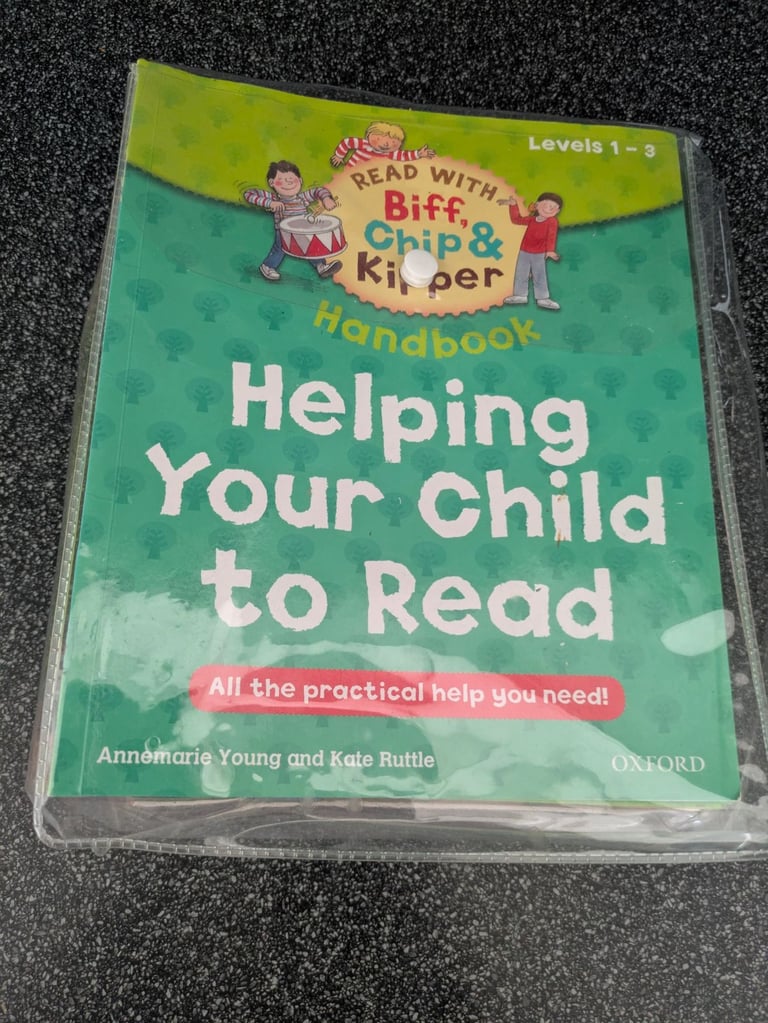 Levels 1 - 3
READ WITH
Biff,
Chip &
Kipper
Handbook
Helping
Your Child
to Read
All the practical help you need!
Annemarie Young and Kate Ruttle
OXFORD